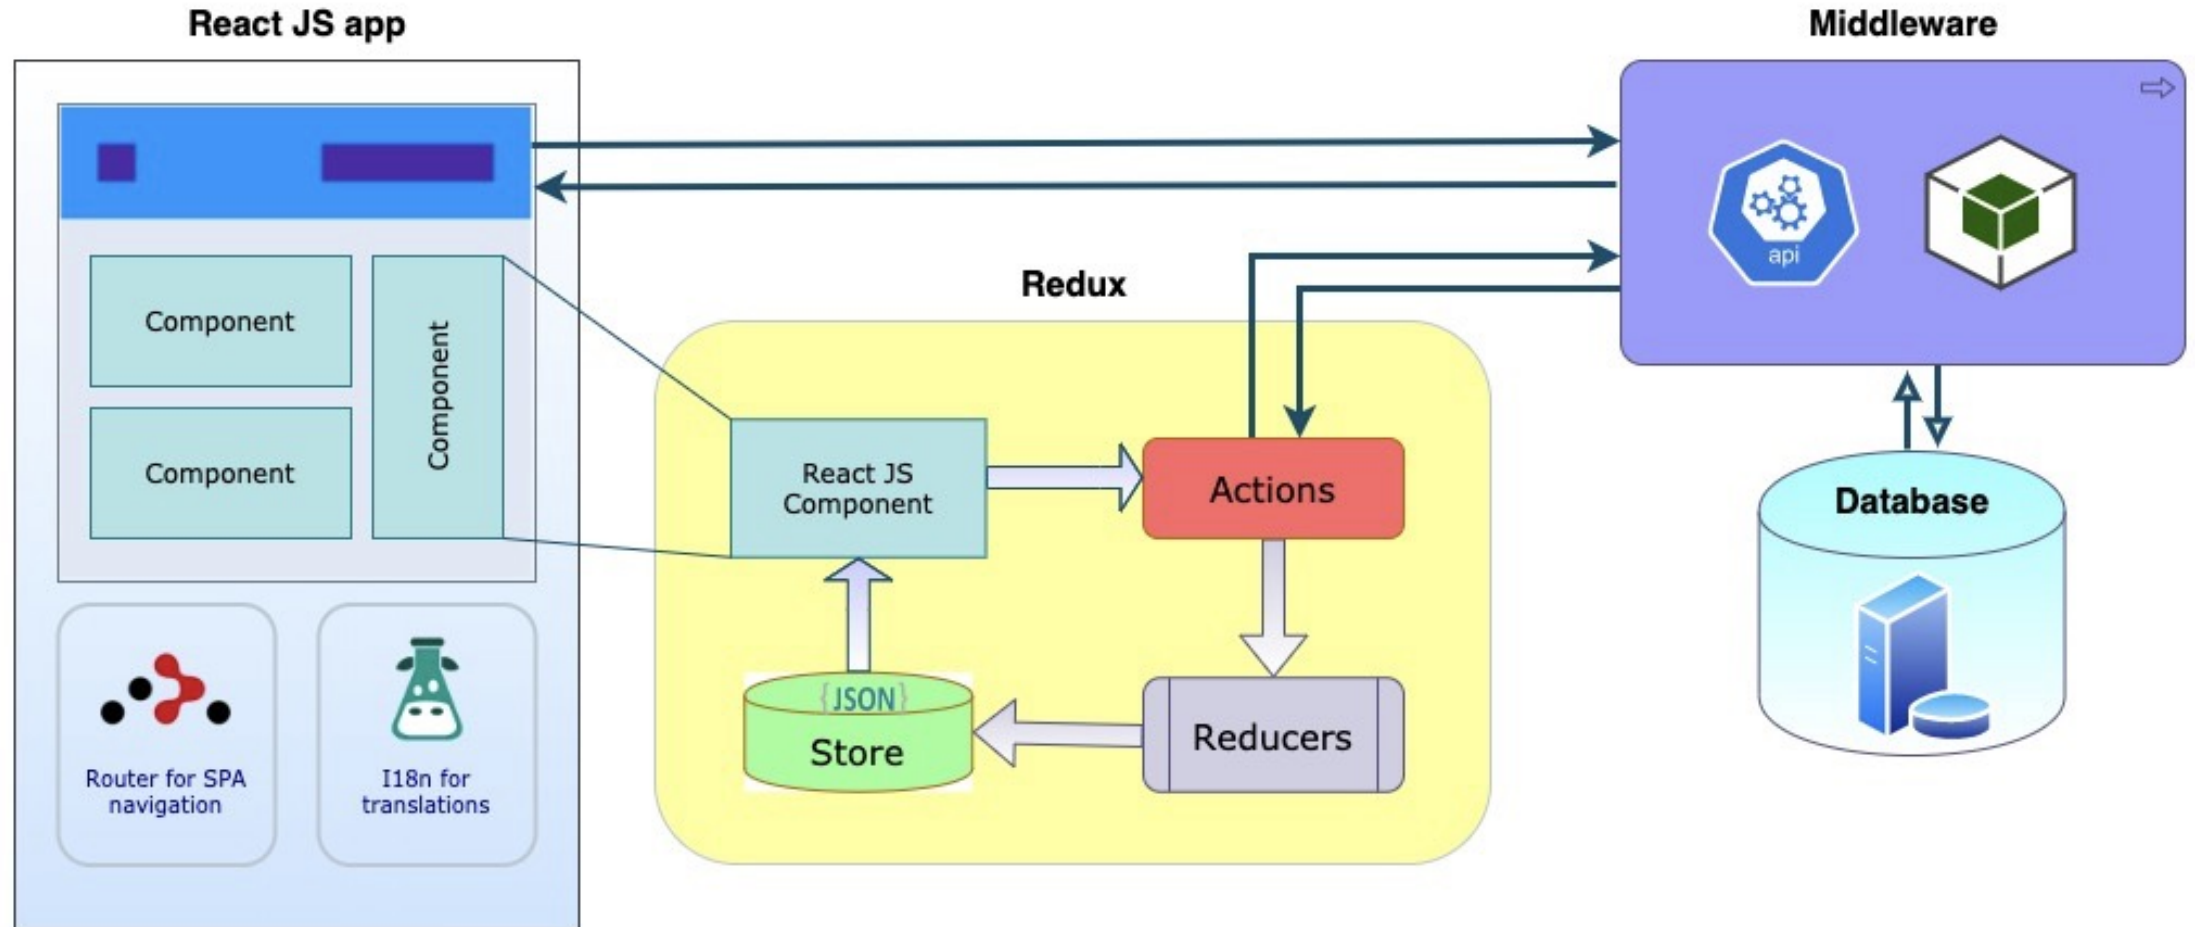 React JS app
Middleware
api
Redux
Component
Component
Component
React JS
Component
Actions
Database
{JSON}
Store
Reducers
Router for SPA
navigation
I18n for
translations